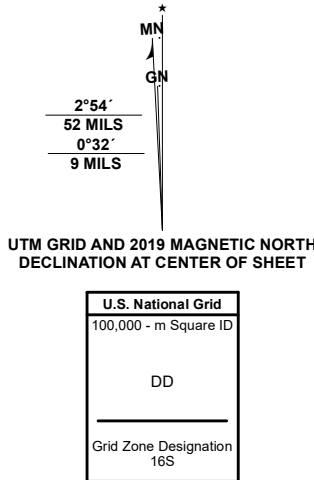 ★
MN
GN
2°54´
52 MILS
0°32´
9 MILS
UTM GRID AND 2019 MAGNETIC NORTH
DECLINATION AT CENTER OF SHEET
U.S. National Grid
100,000 - m Square ID
DD
Grid Zone Designation
16S